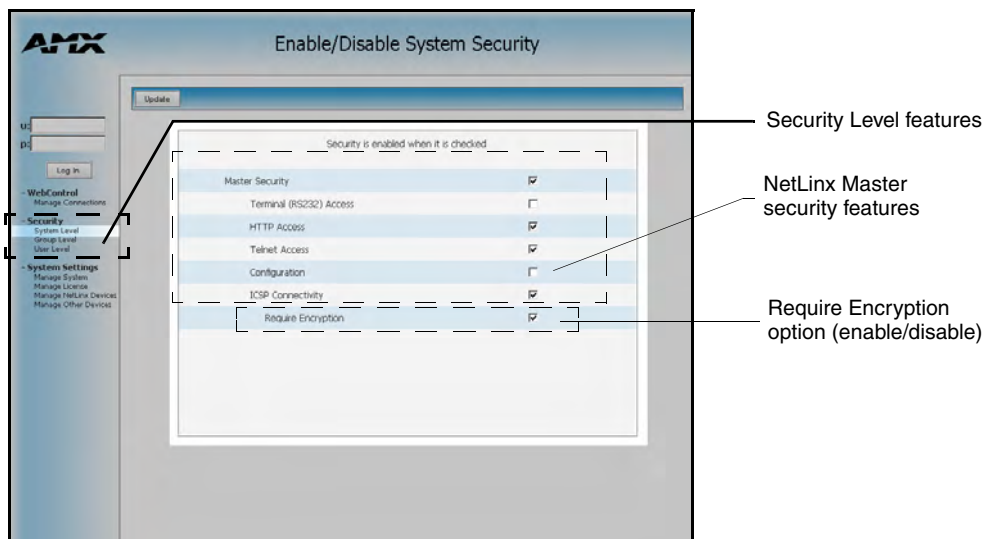 AMX
Enable/Disable System Security
Update
u:
p:
Log in
- WebControl
Manage Connections
- Security
System Level
Group Level
User Level
- System Settings
Manage System
Manage License
Manage NetLinx Devices
Manage Other Devices
Security is enabled when it is checked
Master Security
Terminal (RS232) Access
HTTP Access
Telnet Access
Configuration
ICSP Connectivity
Require Encryption
Security Level features
NetLinx Master
security features
Require Encryption
option (enable/disable)